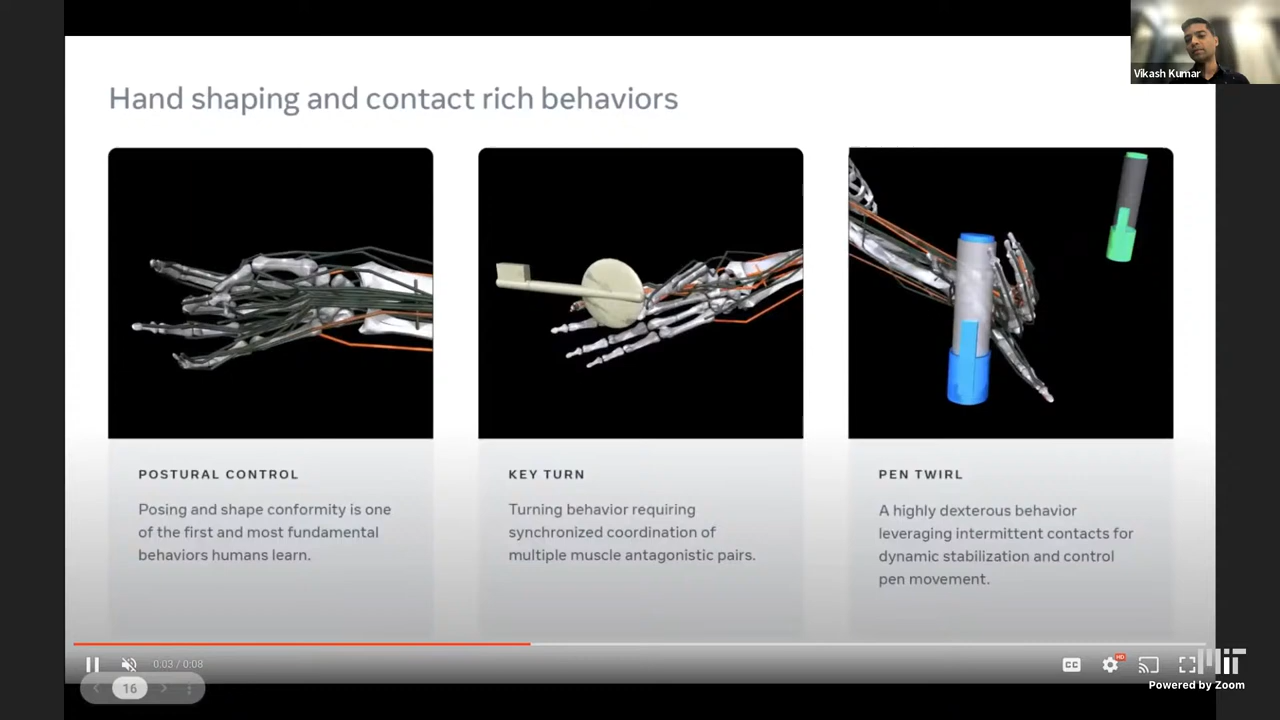 Vikash Kumar
Hand shaping and contact rich behaviors
POSTURAL CONTROL
Posing and shape conformity is one
of the first and most fundamental
behaviors humans learn.
KEY TURN
Turning behavior requiring
synchronized coordination of
multiple muscle antagonistic pairs.
PEN TWIRL
A highly dexterous behavior
leveraging intermittent contacts for
dynamic stabilization and control
pen movement.
0:03 / 0:08
CC
HD
16
MIT
Powered by Zoom